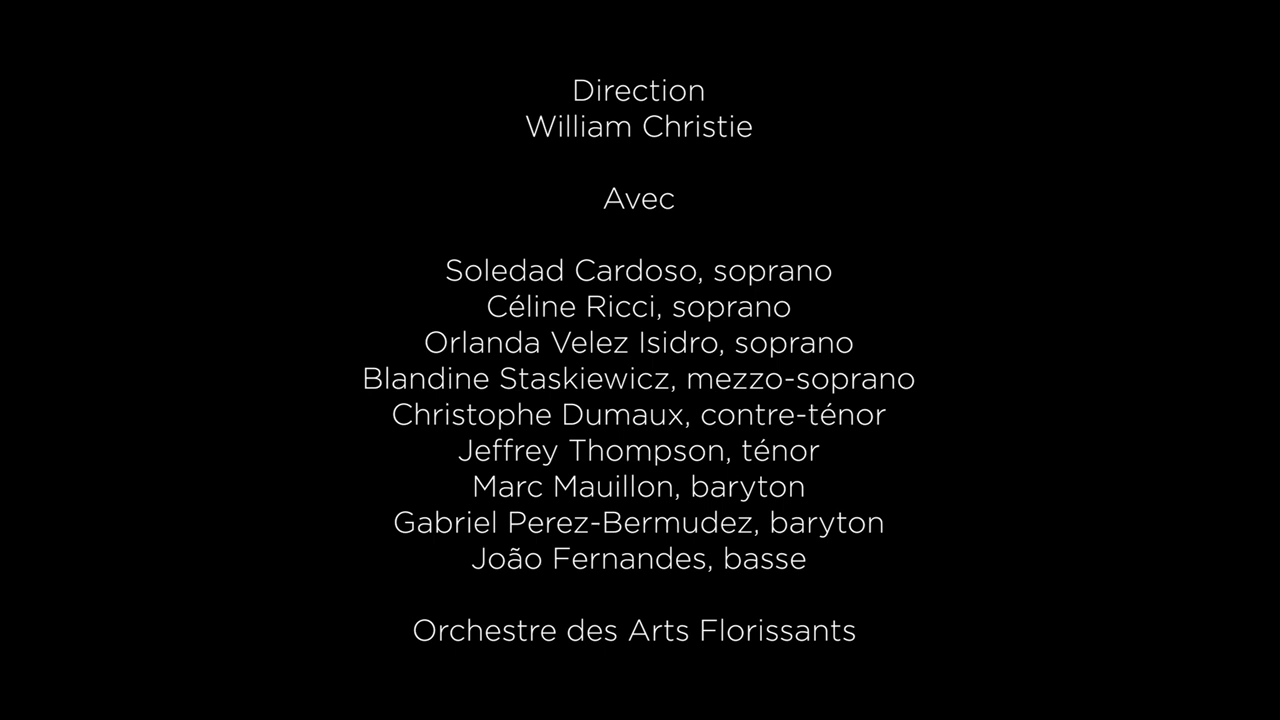 Direction
William Christie
Avec
Soledad Cardoso, soprano
Céline Ricci, soprano
Orlanda Velez Isidro, soprano
Blandine Staskiewicz, mezzo-soprano
Christophe Dumaux, contre-ténor
Jeffrey Thompson, ténor
Marc Mauillon, baryton
Gabriel Perez-Bermudez, baryton
João Fernandes, basse
Orchestre des Arts Florissants